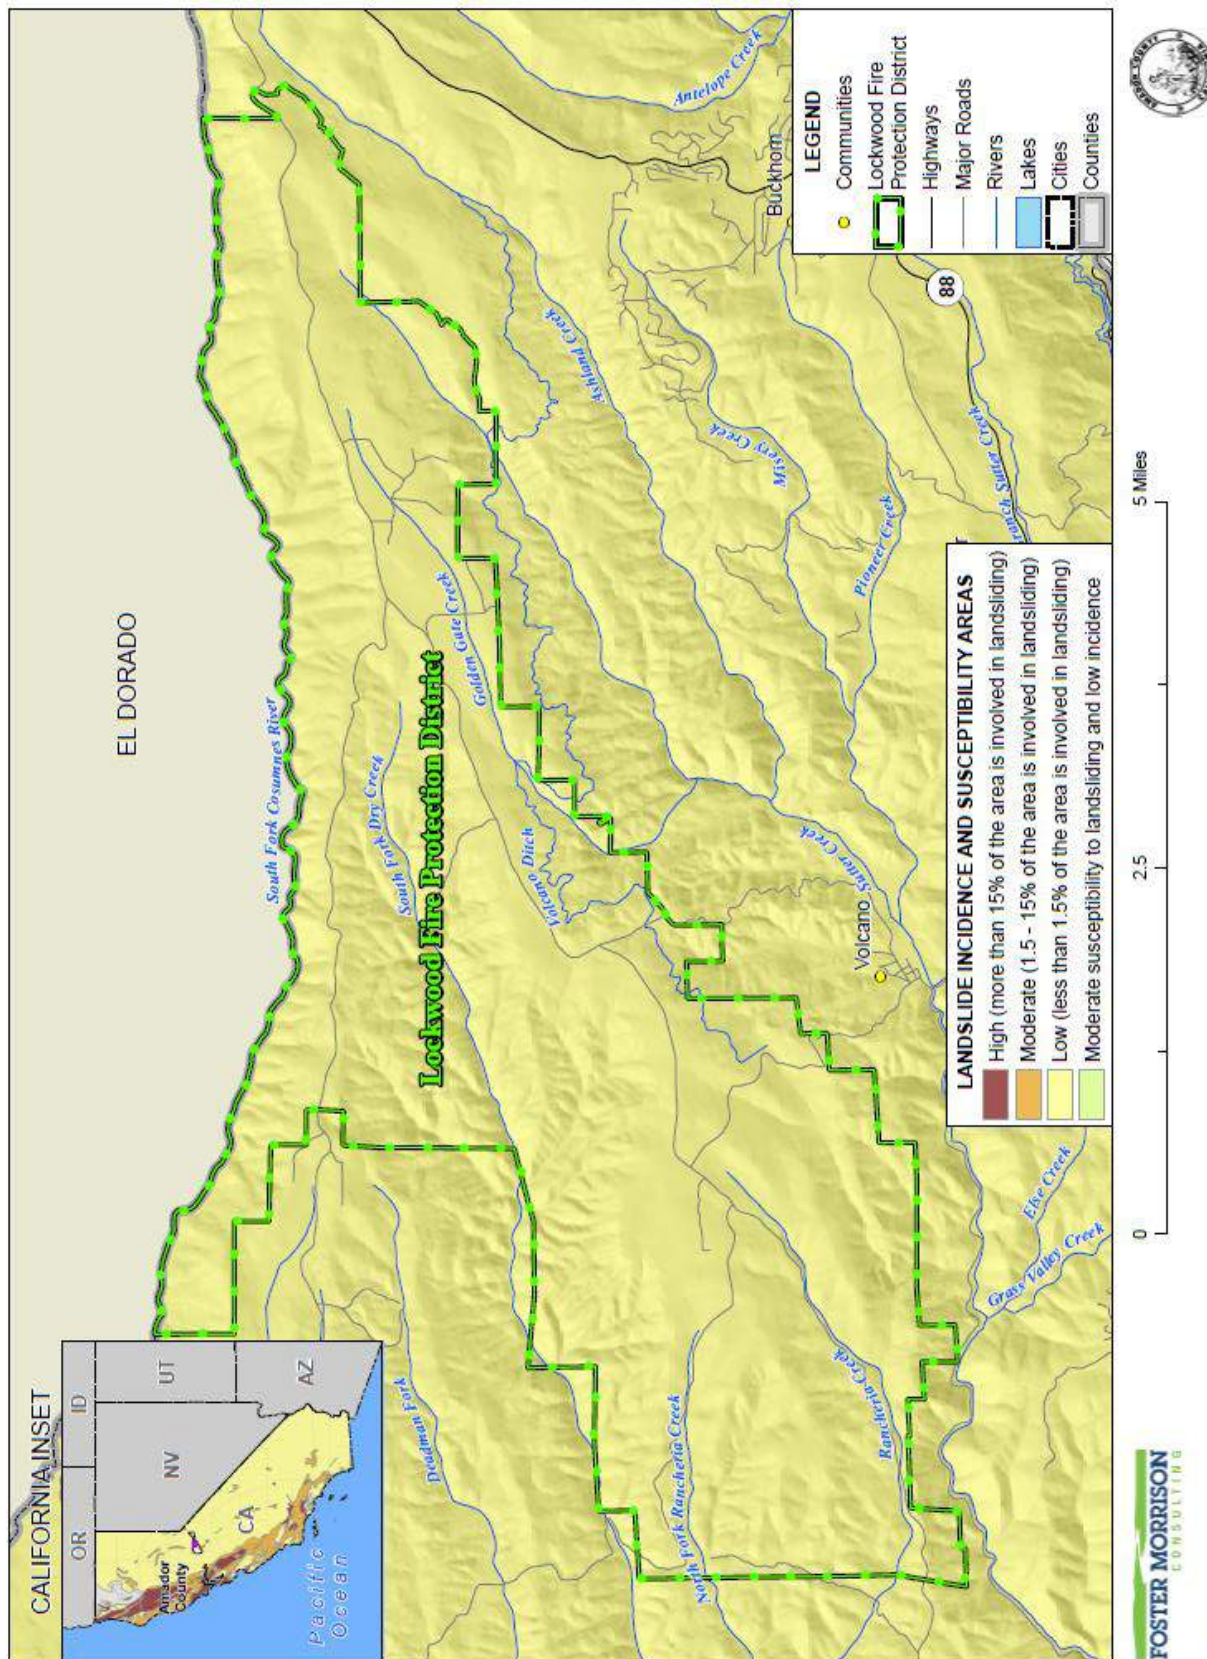 CALIFORNIA INSET
OR
ID
NV
UT
CA
AZ
Amador
County
Pacific
Ocean
EL DORADO
South Fork Cosumnes River
South Fork Dry Creek
Lockwood Fire Protection District
Golden Gate Creek
Volcano Ditch
Deadman Fork
North Fork Rancheria Creek
Rancheria Creek
Ashland Creek
Antelope Creek
Buckhorn
Misery Creek
Pioneer Creek
Sutter Creek
Volcano
ranch Sutter Creek
88
Else Creek
Grass Valley Creek
LANDSLIDE INCIDENCE AND SUSCEPTIBILITY AREAS
High (more than 15% of the area is involved in landsliding)
Moderate (1.5 - 15% of the area is involved in landsliding)
Low (less than 1.5% of the area is involved in landsliding)
Moderate susceptibility to landsliding and low incidence
LEGEND
Communities
Lockwood Fire
Protection District
Highways
Major Roads
Rivers
Lakes
Cities
Counties
FOSTER MORRISON
CONSULTING
0
2.5
5 Miles
AMADOR COUNTY